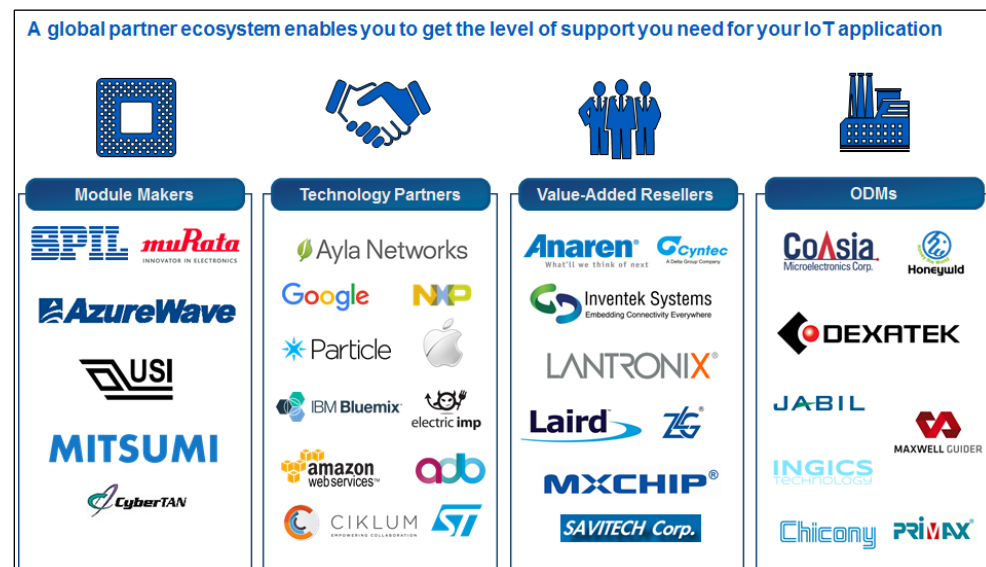 A global partner ecosystem enables you to get the level of support you need for your IoT application
Module Makers
SPIL
muRata
INNOVATOR IN ELECTRONICS
AzureWave
USI
MITSUMI
CyberTAN
Technology Partners
Ayla Networks
Google
NXP
Particle
IBM Bluemix™
electric imp
amazon
web services™
adb
CIKLUM
EMPOWERING COLLABORATION
ST
Value-Added Resellers
Anaren®
What'll we think of next
Cyntec
A Delta Group Company
Inventek Systems
Embedding Connectivity Everywhere
LANTRONIX®
Laird™
ZLG®
MXCHIP®
SAVITECH Corp.
ODMs
CoAsia
Microelectronics Corp.
Honeywld
DEXATEK
JABIL
MAXWELL GUIDER
INGICS
TECHNOLOGY
Chicony
PRIMAX®